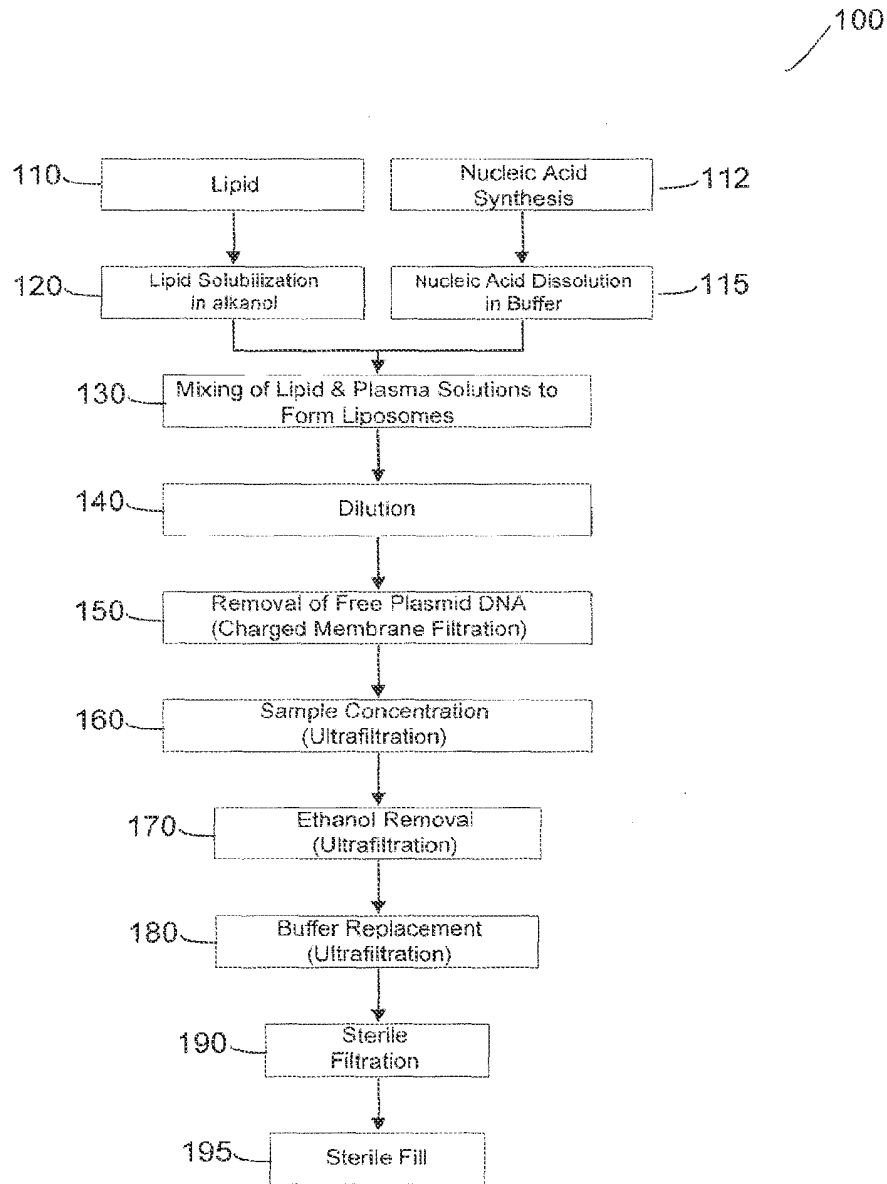 100
110
Lipid
Nucleic Acid
Synthesis
112
120
Lipid Solubilization
in alkanol
Nucleic Acid Dissolution
in Buffer
115
130
Mixing of Lipid & Plasma Solutions to
Form Liposomes
140
Dilution
150
Removal of Free Plasmid DNA
(Charged Membrane Filtration)
160
Sample Concentration
(Ultrafiltration)
170
Ethanol Removal
(Ultrafiltration)
180
Buffer Replacement
(Ultrafiltration)
190
Sterile
Filtration
195
Sterile Fill